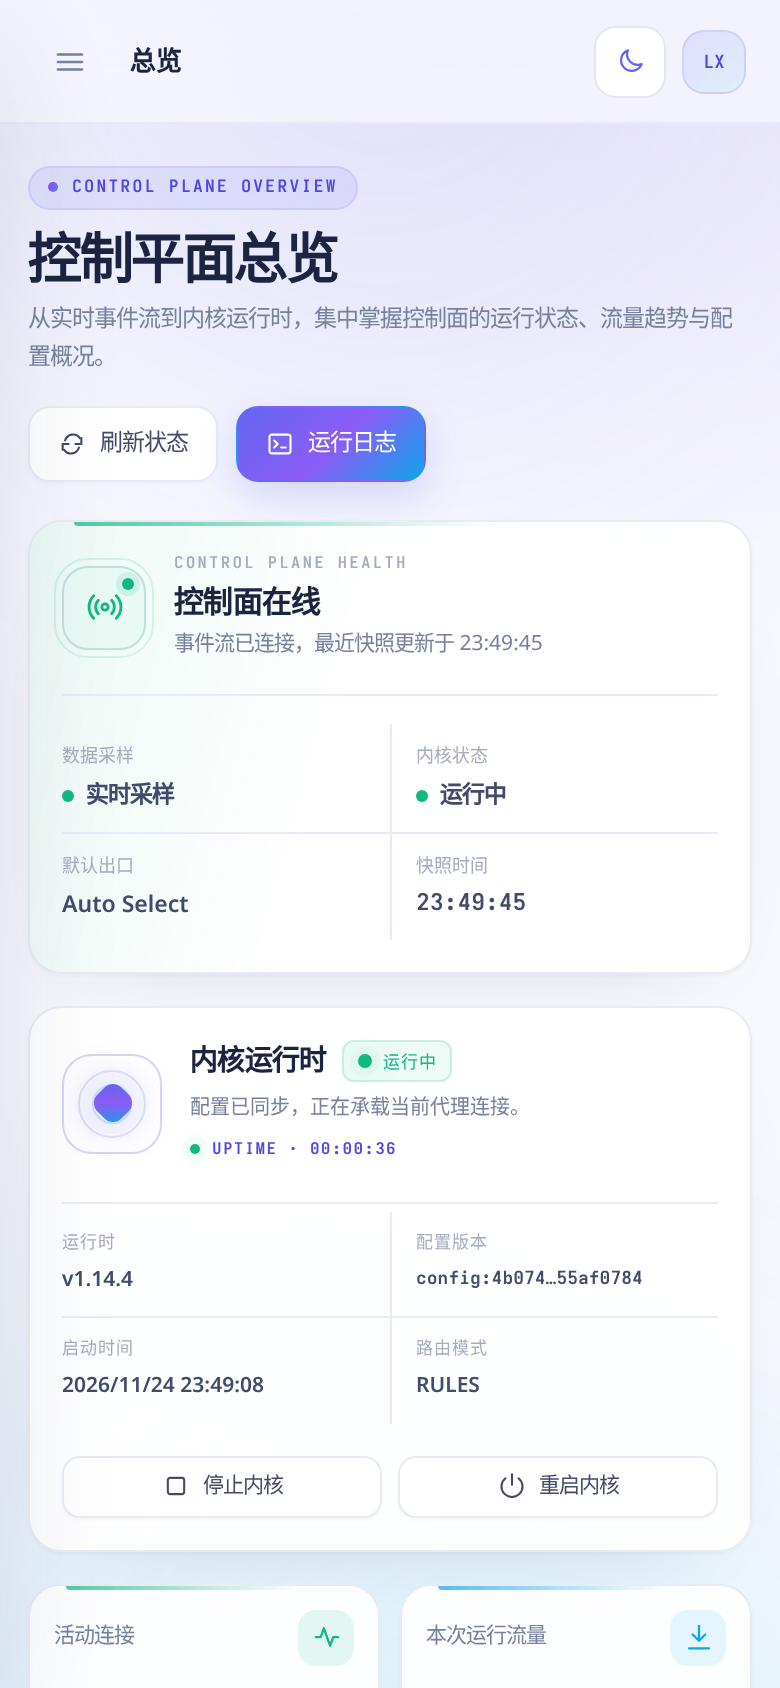 总览
LX
CONTROL PLANE OVERVIEW
控制平面总览
从实时事件流到内核运行时，集中掌握控制面的运行状态、流量趋势与配
置概况。
刷新状态
运行日志
CONTROL PLANE HEALTH
控制面在线
事件流已连接，最近快照更新于 23:49:45
数据采样
实时采样
内核状态
运行中
默认出口
Auto Select
快照时间
23:49:45
内核运行时
运行中
配置已同步，正在承载当前代理连接。
UPTIME · 00:00:36
运行时
v1.14.4
配置版本
config:4b074…55af0784
启动时间
2026/11/24 23:49:08
路由模式
RULES
停止内核
重启内核
活动连接
本次运行流量